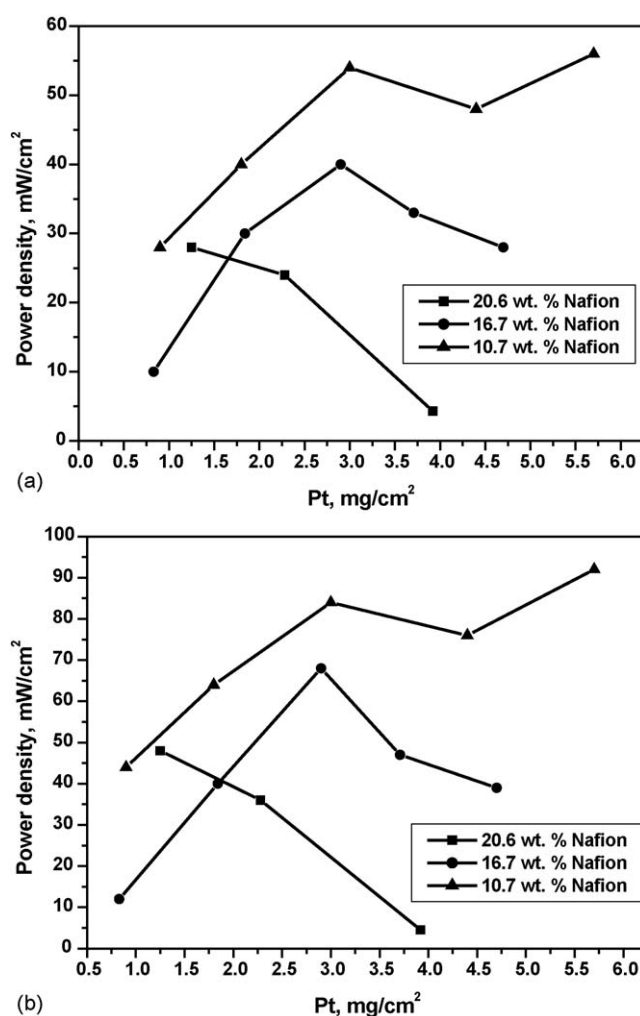 60
50
40
30
20
10
0
Power density, mW/cm²
20.6 wt. % Nafion
16.7 wt. % Nafion
10.7 wt. % Nafion
0.0 0.5 1.0 1.5 2.0 2.5 3.0 3.5 4.0 4.5 5.0 5.5 6.0
(a)
Pt, mg/cm²
100
90
80
70
60
50
40
30
20
10
0
Power density, mW/cm²
20.6 wt. % Nafion
16.7 wt. % Nafion
10.7 wt. % Nafion
0.5 1.0 1.5 2.0 2.5 3.0 3.5 4.0 4.5 5.0 5.5 6.0
(b)
Pt, mg/cm²